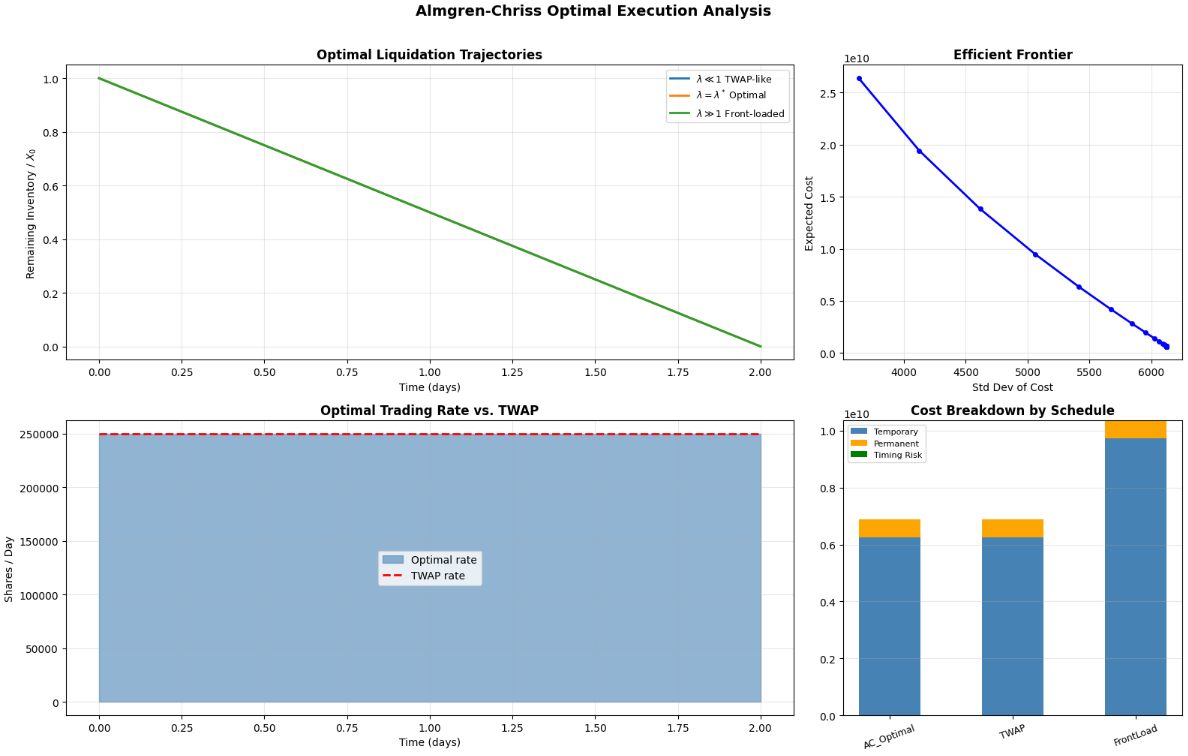 Almgren-Chriss Optimal Execution Analysis
Optimal Liquidation Trajectories
Remaining Inventory / X₀
1.0
0.8
0.6
0.4
0.2
0.0
λ ≪ 1 TWAP-like
λ = λ* Optimal
λ ≫ 1 Front-loaded
0.00 0.25 0.50 0.75 1.00 1.25 1.50 1.75 2.00
Time (days)
Efficient Frontier
1e10
Expected Cost
2.5
2.0
1.5
1.0
0.5
0.0
4000 4500 5000 5500 6000
Std Dev of Cost
Optimal Trading Rate vs. TWAP
Shares / Day
250000
200000
150000
100000
50000
0
Optimal rate
TWAP rate
0.00 0.25 0.50 0.75 1.00 1.25 1.50 1.75 2.00
Time (days)
Cost Breakdown by Schedule
1e10
1.0
0.8
0.6
0.4
0.2
0.0
Temporary
Permanent
Timing Risk
AC_Optimal TWAP FrontLoad